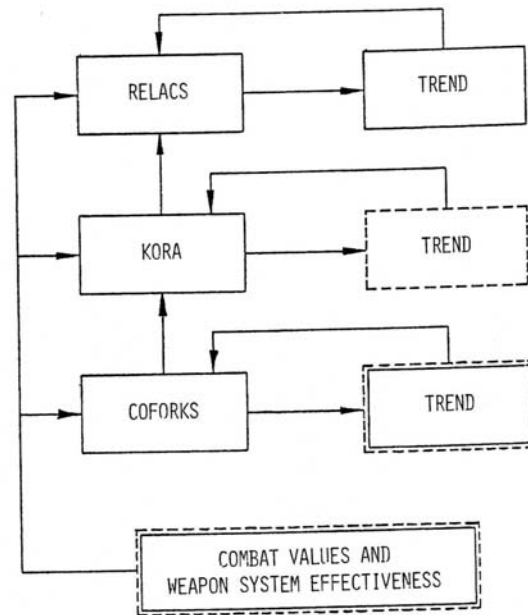 RELACS
TREND
KORA
TREND
COFORKS
TREND
COMBAT VALUES AND
WEAPON SYSTEM EFFECTIVENESS